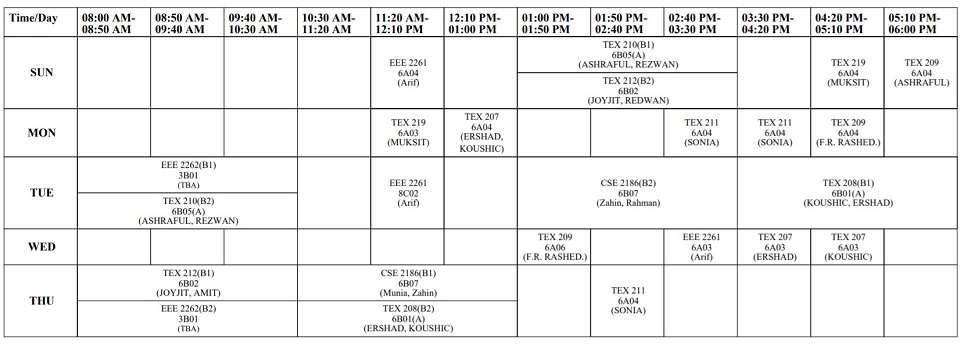 Time/Day 08:00 AM- 08:50 AM- 09:40 AM- 10:30 AM- 11:20 AM- 12:10 PM- 01:00 PM- 01:50 PM- 02:40 PM- 03:30 PM- 04:20 PM- 05:10 PM-
08:50 AM 09:40 AM 10:30 AM 11:20 AM 12:10 PM 01:00 PM 01:50 PM 02:40 PM 03:30 PM 04:20 PM 05:10 PM 06:00 PM
SUN
EEE 2261
6A04
(Arif)
TEX 210(B1)
6B05(A)
(ASHRAFUL, REZWAN)
TEX 212(B2)
6B02
(JOYJIT, REDWAN)
TEX 219
6A04
(MUKSIT)
TEX 209
6A04
(ASHRAFUL)
MON
TEX 219
6A03
(MUKSIT)
TEX 207
6A04
(ERSHAD,
KOUSHIC)
TEX 211
6A04
(SONIA)
TEX 211
6A04
(SONIA)
TEX 209
6A04
(F.R. RASHED.)
TUE
EEE 2262(B1)
3B01
(TBA)
TEX 210(B2)
6B05(A)
(ASHRAFUL, REZWAN)
EEE 2261
8C02
(Arif)
CSE 2186(B2)
6B07
(Zahin, Rahman)
TEX 208(B1)
6B01(A)
(KOUSHIC, ERSHAD)
WED
TEX 209
6A06
(F.R. RASHED.)
EEE 2261
6A03
(Arif)
TEX 207
6A03
(ERSHAD)
TEX 207
6A03
(KOUSHIC)
THU
TEX 212(B1)
6B02
(JOYJIT, AMIT)
EEE 2262(B2)
3B01
(TBA)
CSE 2186(B1)
6B07
(Munia, Zahin)
TEX 208(B2)
6B01(A)
(ERSHAD, KOUSHIC)
TEX 211
6A04
(SONIA)